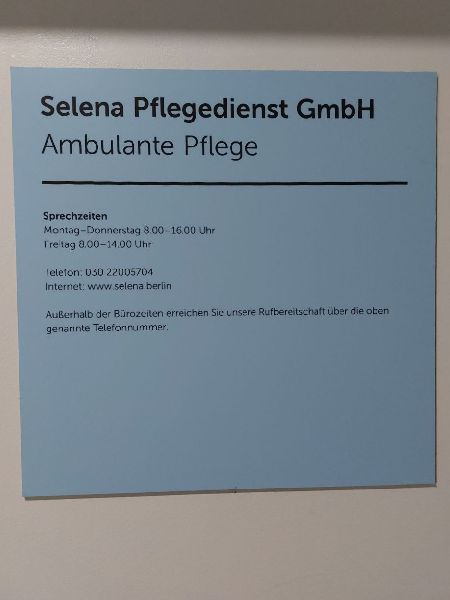 Selena Pflegedienst GmbH
Ambulante Pflege
Sprechzeiten
Montag–Donnerstag 8.00–16.00 Uhr
Freitag 8.00–14.00 Uhr
Telefon: 030 22005704
Internet: www.selena.berlin
Außerhalb der Bürozeiten erreichen Sie unsere Rufbereitschaft über die oben
genannte Telefonnummer.